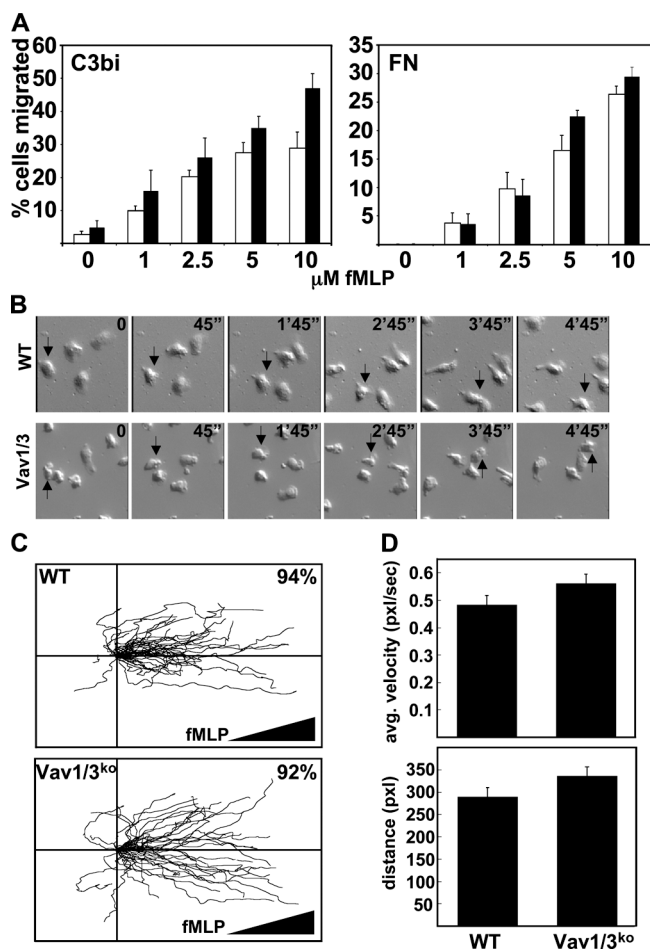 A
C3bi
FN
% cells migrated
60
50
40
30
20
10
0 1 2.5 5 10
35
30
25
20
15
10
5
0 1 2.5 5 10
μM fMLP
B
WT
0 45” 1’45” 2’45” 3’45” 4’45”
Vav1/3
0 45” 1’45” 2’45” 3’45” 4’45”
C
WT 94%
fMLP
Vav1/3ko 92%
fMLP
D
avg. velocity (pxl/sec)
0.6
0.5
0.4
0.3
0.2
0.1
distance (pxl)
350
300
250
200
150
100
50
WT Vav1/3ko